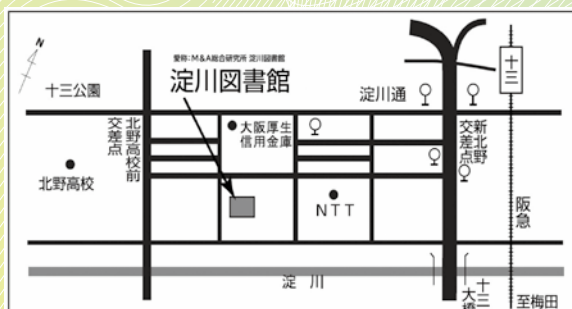 N
愛称:M&A総合研究所 淀川図書館
淀川図書館
十三公園
淀川通
十三
大阪厚生
信用金庫
北野高校前
交差点
新北野
交差点
北野高校
NTT
阪急
淀川
十三大橋
至梅田